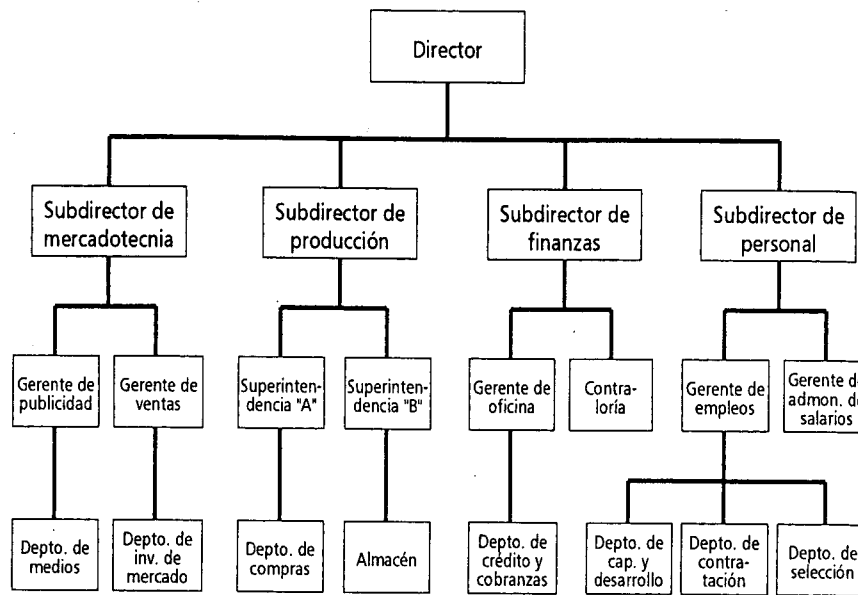 Director
Subdirector de
mercadotecnia
Subdirector de
producción
Subdirector de
finanzas
Subdirector de
personal
Gerente de
publicidad
Gerente de
ventas
Superinten-
dencia "A"
Superinten-
dencia "B"
Gerente de
oficina
Contra-
loría
Gerente de
empleos
Gerente de
admon. de
salarios
Depto. de
medios
Depto. de
inv. de
mercado
Depto. de
compras
Almacén
Depto. de
crédito y
cobranzas
Depto. de
cap. y
desarrollo
Depto. de
contra-
tación
Depto. de
selección